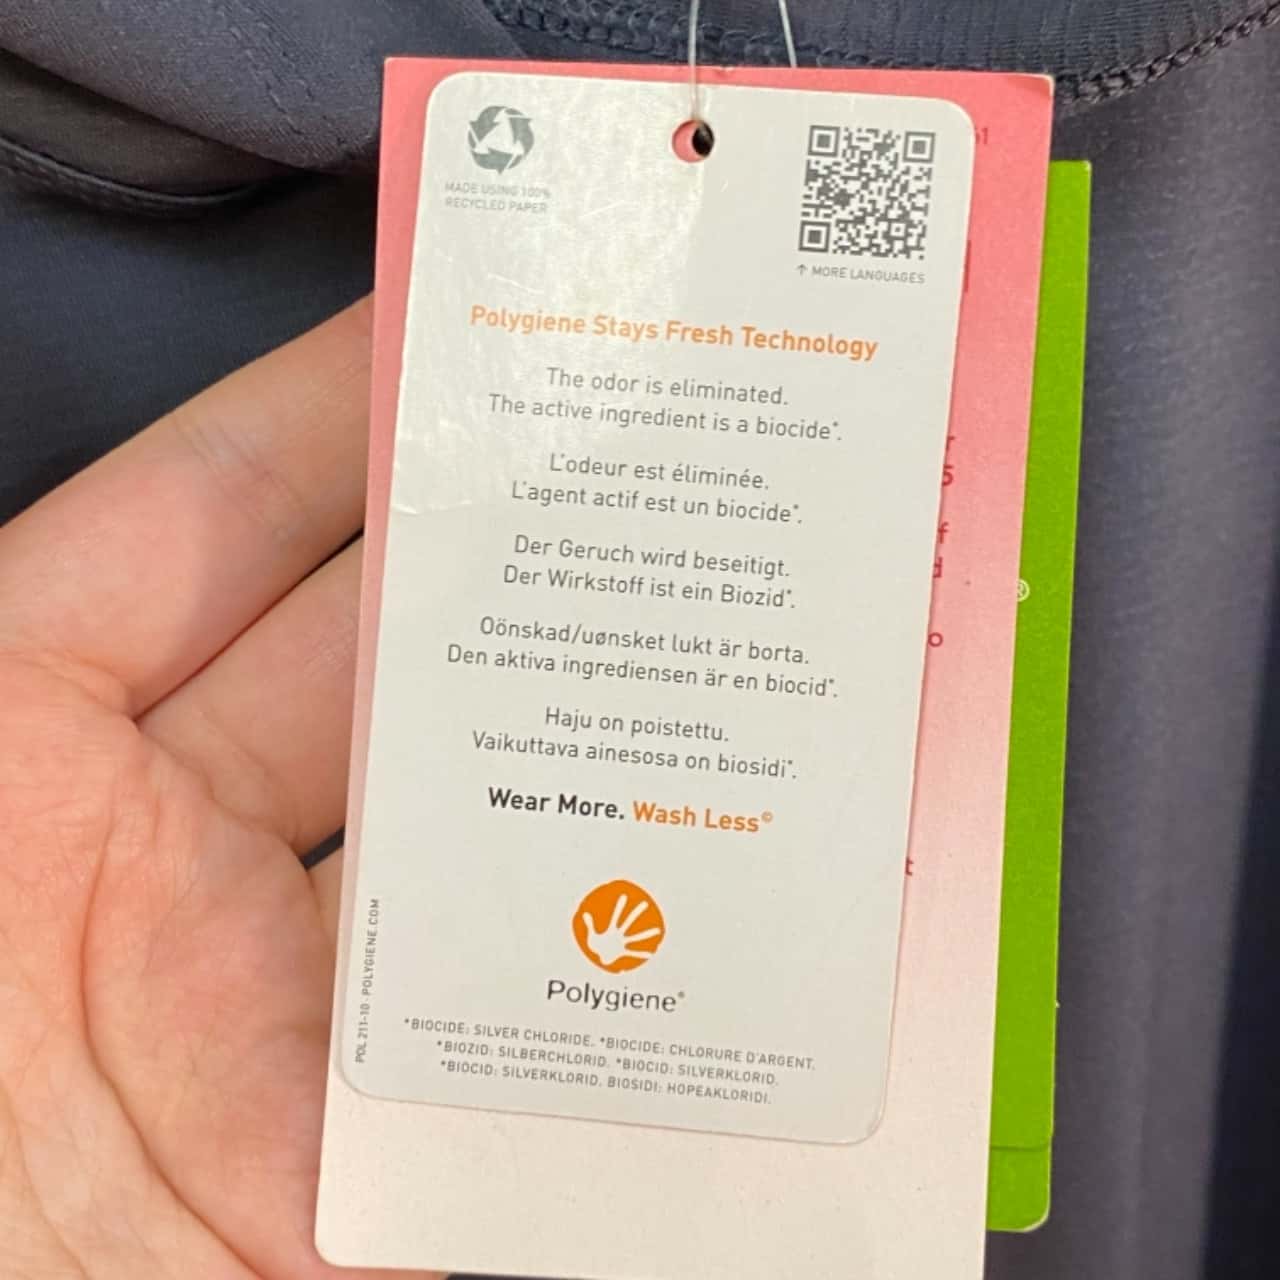 MADE USING 100%
RECYCLED PAPER
↑ MORE LANGUAGES
Polygiene Stays Fresh Technology
The odor is eliminated.
The active ingredient is a biocide*.
L'odeur est éliminée.
L'agent actif est un biocide*.
Der Geruch wird beseitigt.
Der Wirkstoff ist ein Biozid*.
Oönskad/uønsket lukt är borta.
Den aktiva ingrediensen är en biocid*.
Haju on poistettu.
Vaikuttava ainesosa on biosidi*.
Wear More. Wash Less©
Polygiene®
*BIOCIDE: SILVER CHLORIDE. *BIOCIDE: CHLORURE D'ARGENT.
*BIOZID: SILBERCHLORID. *BIOCID: SILVERKLORID.
*BIOCID: SILVERKLORID. BIOSIDI: HOPEAKLORIDI.
POL 211-10 · POLYGIENE.COM